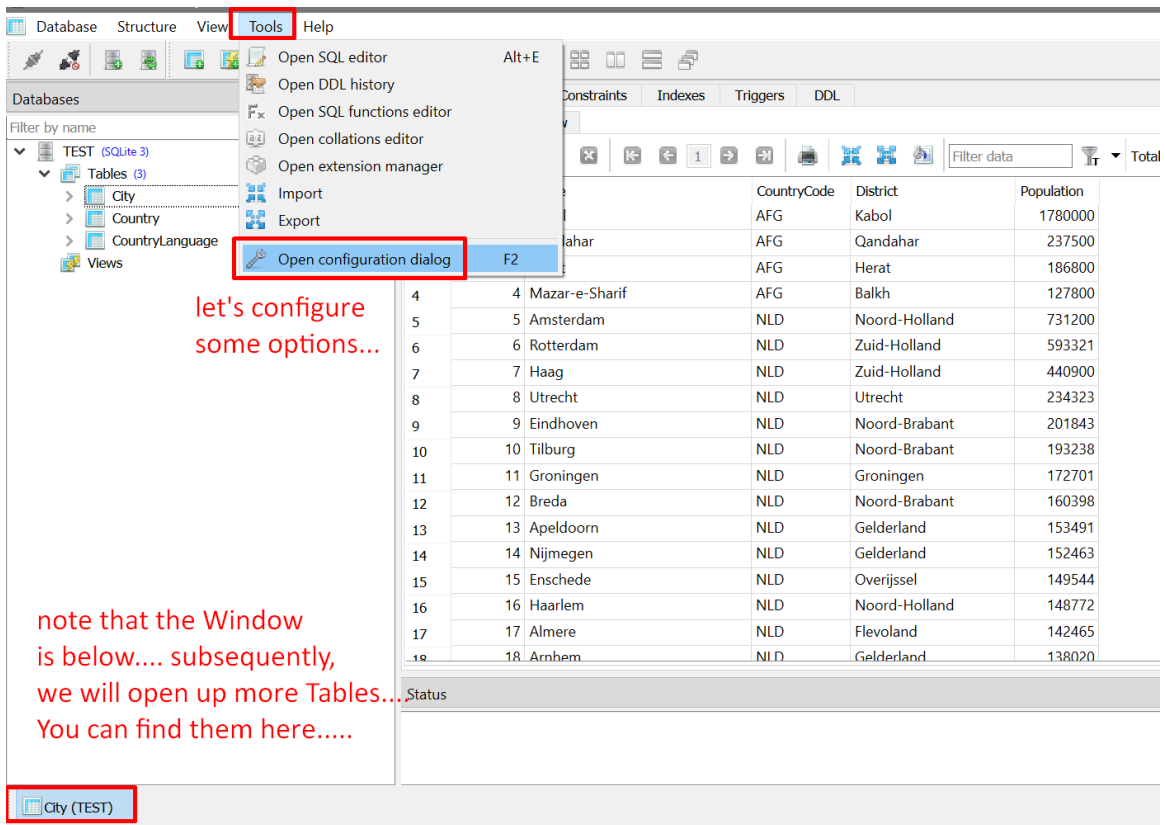 Database Structure View Tools Help
Open SQL editor Alt+E
Open DDL history
Open SQL functions editor
Open collations editor
Open extension manager
Import
Export
Open configuration dialog F2
Databases
Filter by name
TEST (SQLite 3)
Tables (3)
City
Country
CountryLanguage
Views
Constraints Indexes Triggers DDL
1 Filter data Total
CountryCode District Population
AFG Kabol 1780000
AFG Qandahar 237500
AFG Herat 186800
4 4 Mazar-e-Sharif AFG Balkh 127800
5 5 Amsterdam NLD Noord-Holland 731200
6 6 Rotterdam NLD Zuid-Holland 593321
7 7 Haag NLD Zuid-Holland 440900
8 8 Utrecht NLD Utrecht 234323
9 9 Eindhoven NLD Noord-Brabant 201843
10 10 Tilburg NLD Noord-Brabant 193238
11 11 Groningen NLD Groningen 172701
12 12 Breda NLD Noord-Brabant 160398
13 13 Apeldoorn NLD Gelderland 153491
14 14 Nijmegen NLD Gelderland 152463
15 15 Enschede NLD Overijssel 149544
16 16 Haarlem NLD Noord-Holland 148772
17 17 Almere NLD Flevoland 142465
18 18 Arnhem NLD Gelderland 138020
let's configure
some options...
note that the Window
is below.... subsequently,
we will open up more Tables....
You can find them here.....
Status
City (TEST)